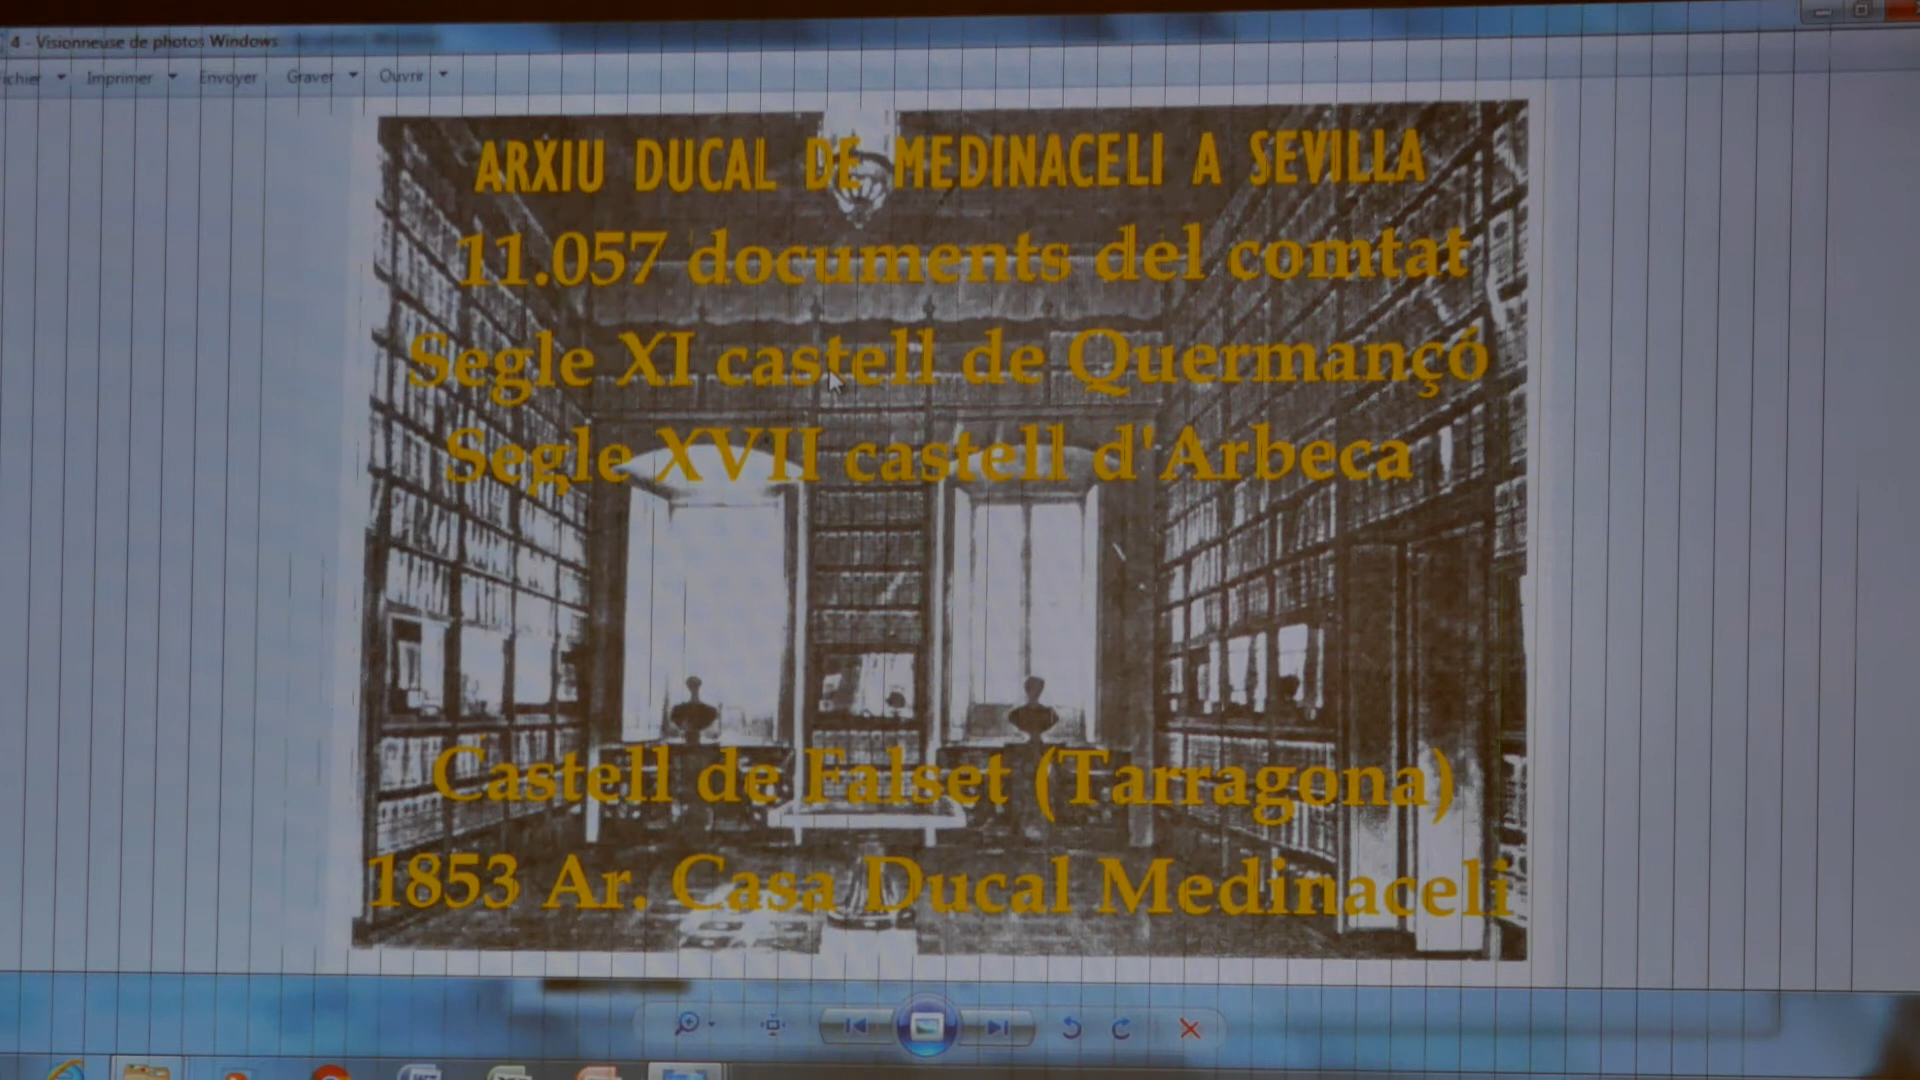 4 - Visionneuse de photos Windows
Imprimer Envoyer Graver Ouvrir
ARXIU DUCAL DE MEDINACELI A SEVILLA
11.057 documents del comtat
Segle XI castell de Quermançó
Segle XVII castell d'Arbeca
Castell de Falset (Tarragona)
1853 Ar. Casa Ducal Medinaceli